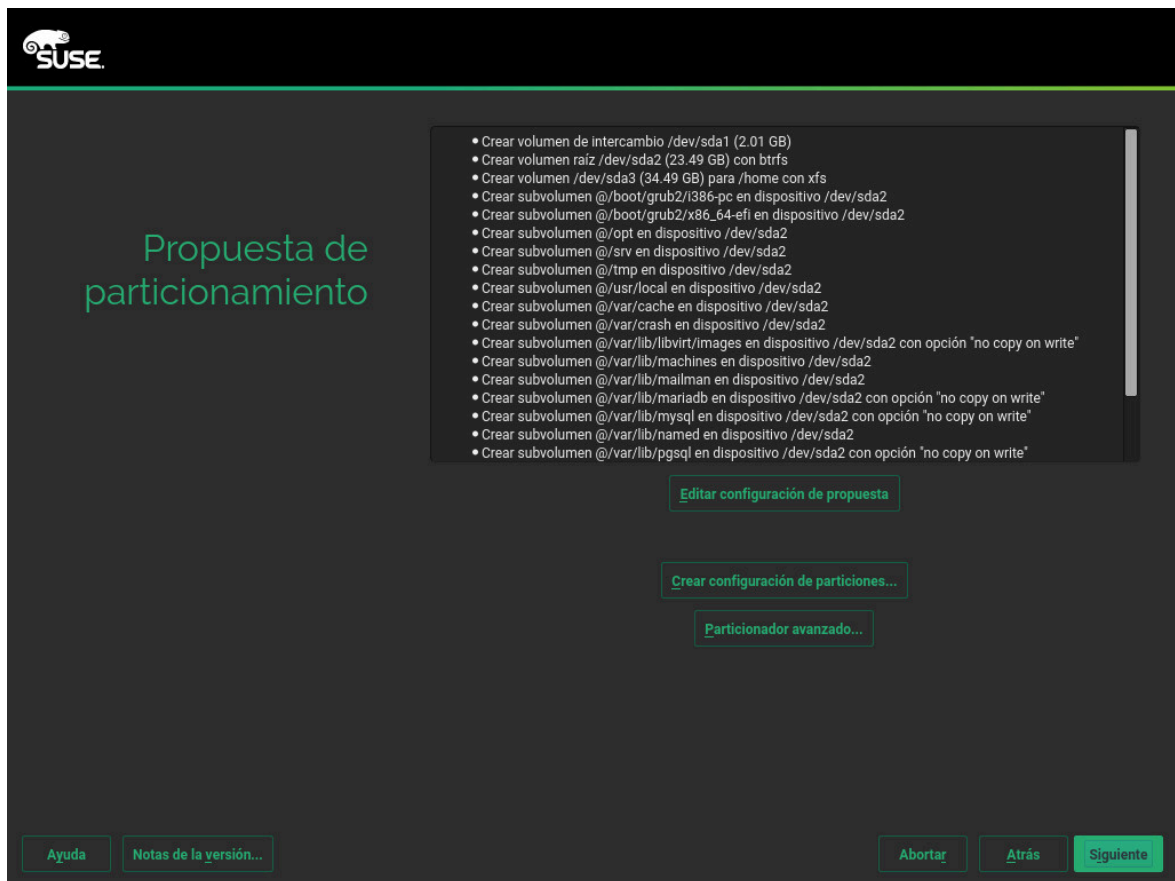 SUSE.
Propuesta de
particionamiento
• Crear volumen de intercambio /dev/sda1 (2.01 GB)
• Crear volumen raíz /dev/sda2 (23.49 GB) con btrfs
• Crear volumen /dev/sda3 (34.49 GB) para /home con xfs
• Crear subvolumen @/boot/grub2/i386-pc en dispositivo /dev/sda2
• Crear subvolumen @/boot/grub2/x86_64-efi en dispositivo /dev/sda2
• Crear subvolumen @/opt en dispositivo /dev/sda2
• Crear subvolumen @/srv en dispositivo /dev/sda2
• Crear subvolumen @/tmp en dispositivo /dev/sda2
• Crear subvolumen @/usr/local en dispositivo /dev/sda2
• Crear subvolumen @/var/cache en dispositivo /dev/sda2
• Crear subvolumen @/var/crash en dispositivo /dev/sda2
• Crear subvolumen @/var/lib/libvirt/images en dispositivo /dev/sda2 con opción "no copy on write"
• Crear subvolumen @/var/lib/machines en dispositivo /dev/sda2
• Crear subvolumen @/var/lib/mailman en dispositivo /dev/sda2
• Crear subvolumen @/var/lib/mariadb en dispositivo /dev/sda2 con opción "no copy on write"
• Crear subvolumen @/var/lib/mysql en dispositivo /dev/sda2 con opción "no copy on write"
• Crear subvolumen @/var/lib/named en dispositivo /dev/sda2
• Crear subvolumen @/var/lib/pgsql en dispositivo /dev/sda2 con opción "no copy on write"
Editar configuración de propuesta
Crear configuración de particiones...
Particionador avanzado...
Ayuda
Notas de la versión...
Abortar
Atrás
Siguiente